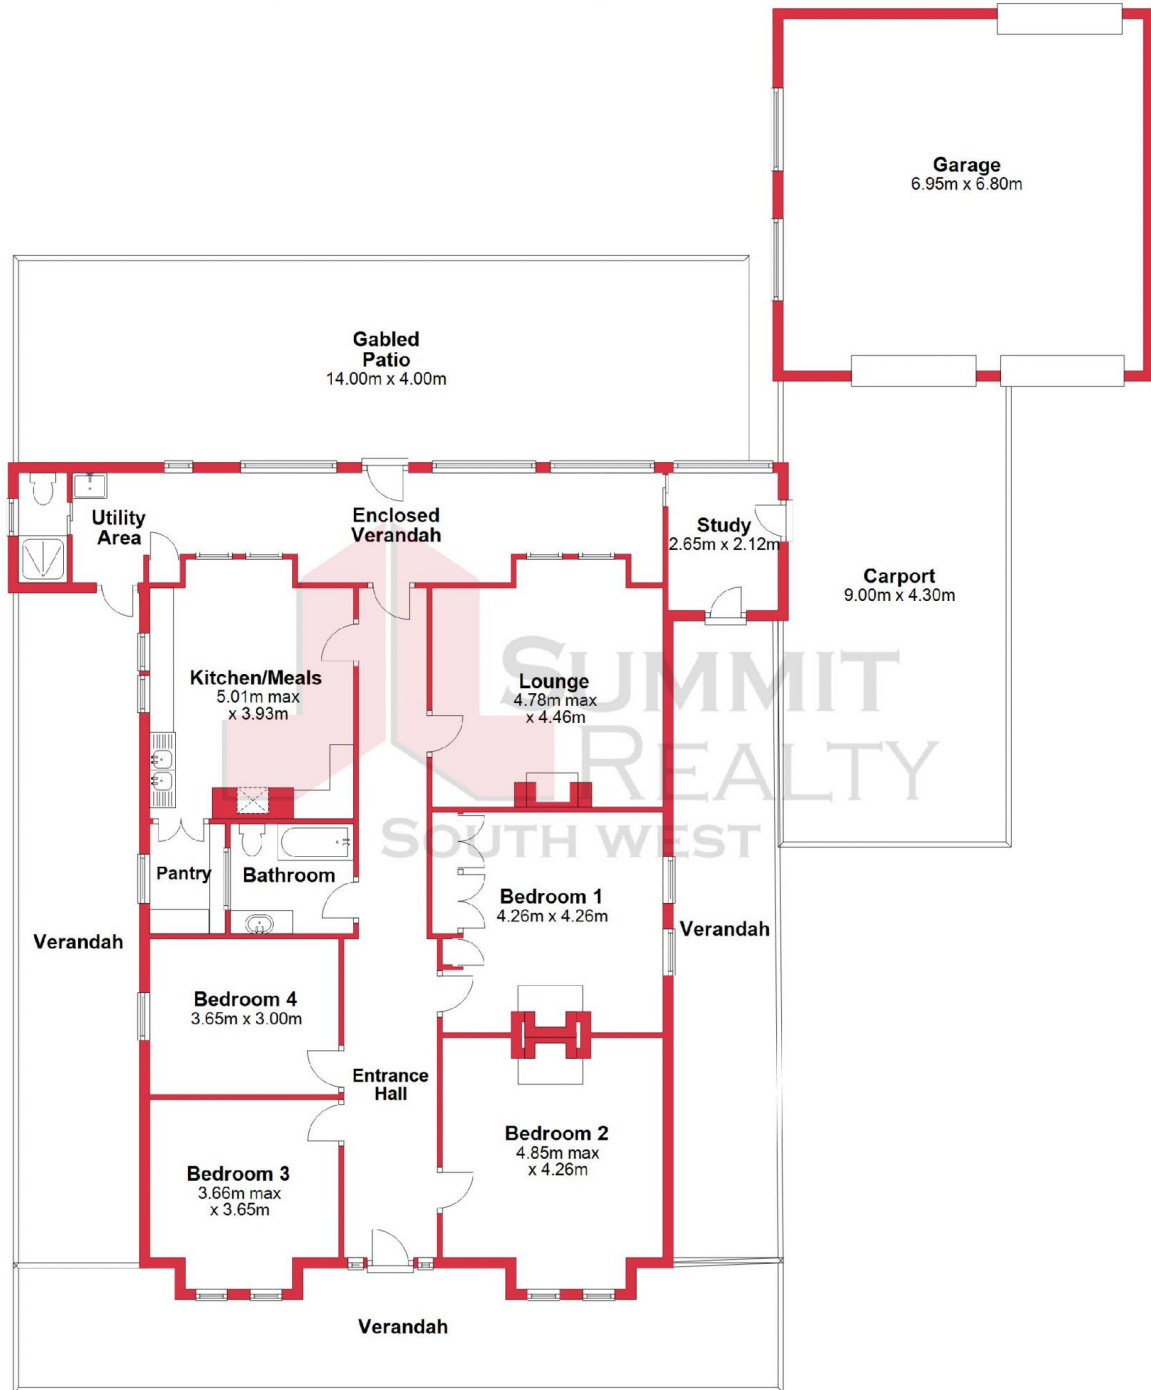 Garage
6.95m x 6.80m
Gabled
Patio
14.00m x 4.00m
Utility
Area
Enclosed
Verandah
Study
2.65m x 2.12m
Carport
9.00m x 4.30m
Kitchen/Meals
5.01m max
x 3.93m
Lounge
4.78m max
x 4.46m
SUMMIT
REALTY
SOUTH WEST
Pantry
Bathroom
Bedroom 1
4.26m x 4.26m
Verandah
Verandah
Bedroom 4
3.65m x 3.00m
Entrance
Hall
Bedroom 2
4.85m max
x 4.26m
Bedroom 3
3.66m max
x 3.65m
Verandah